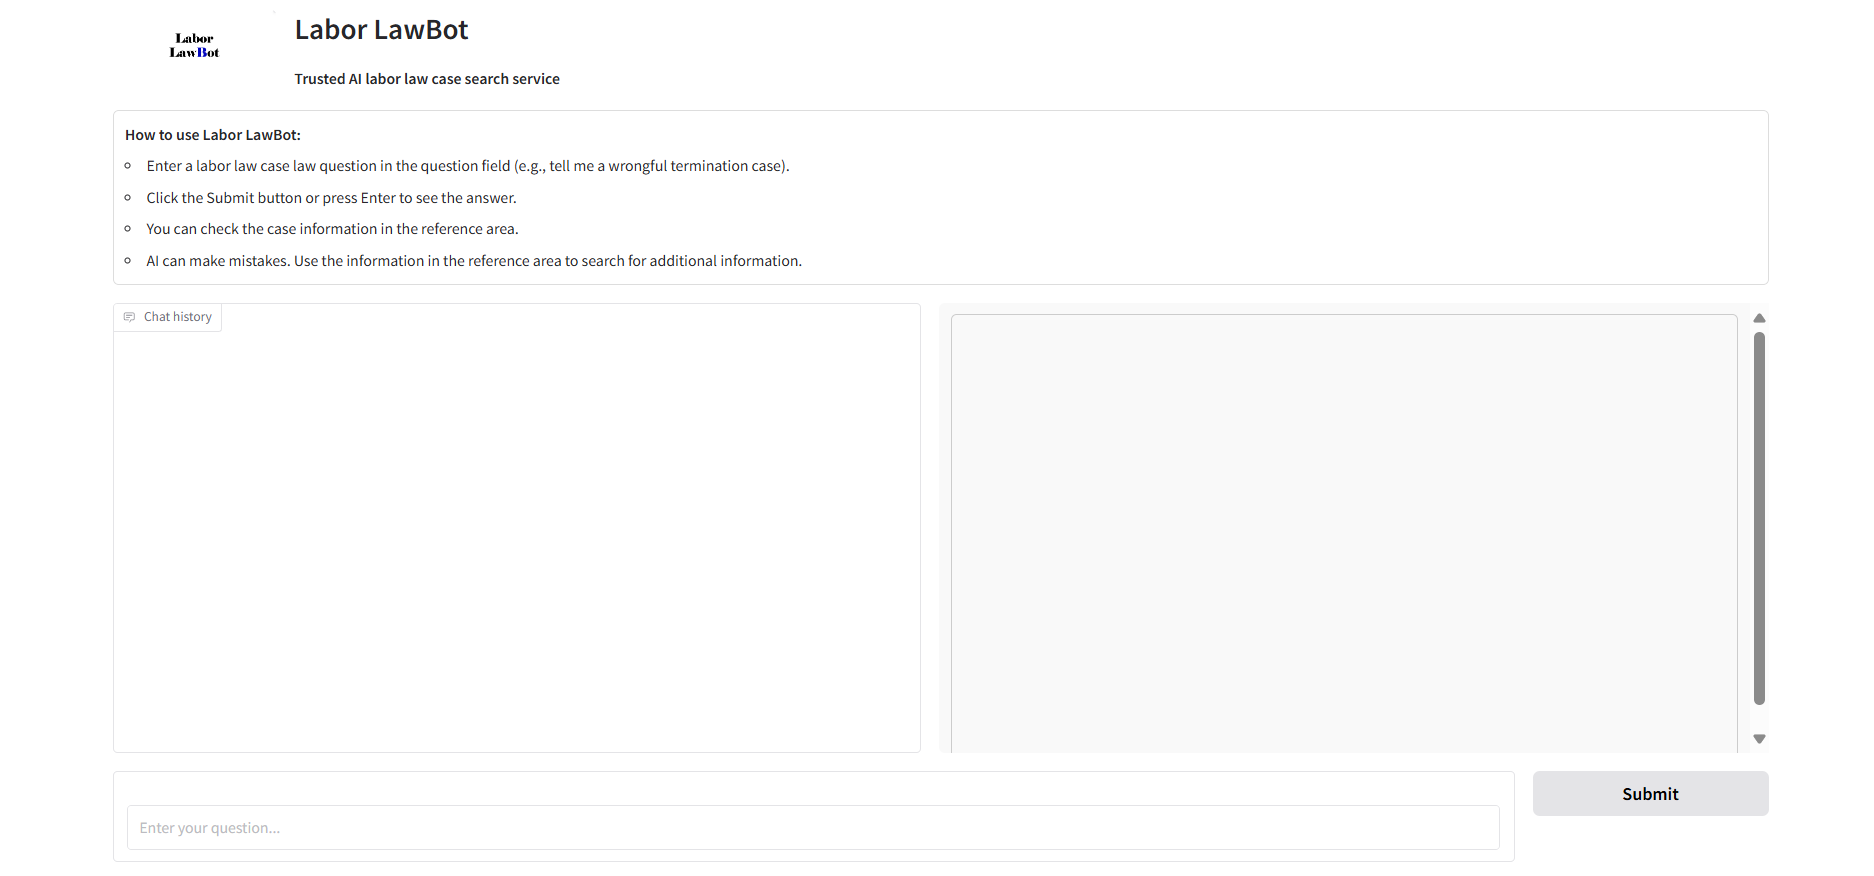 Labor
LawBot
Labor LawBot
Trusted AI labor law case search service
How to use Labor LawBot:
Enter a labor law case law question in the question field (e.g., tell me a wrongful termination case).
Click the Submit button or press Enter to see the answer.
You can check the case information in the reference area.
AI can make mistakes. Use the information in the reference area to search for additional information.
Chat history
Enter your question...
Submit